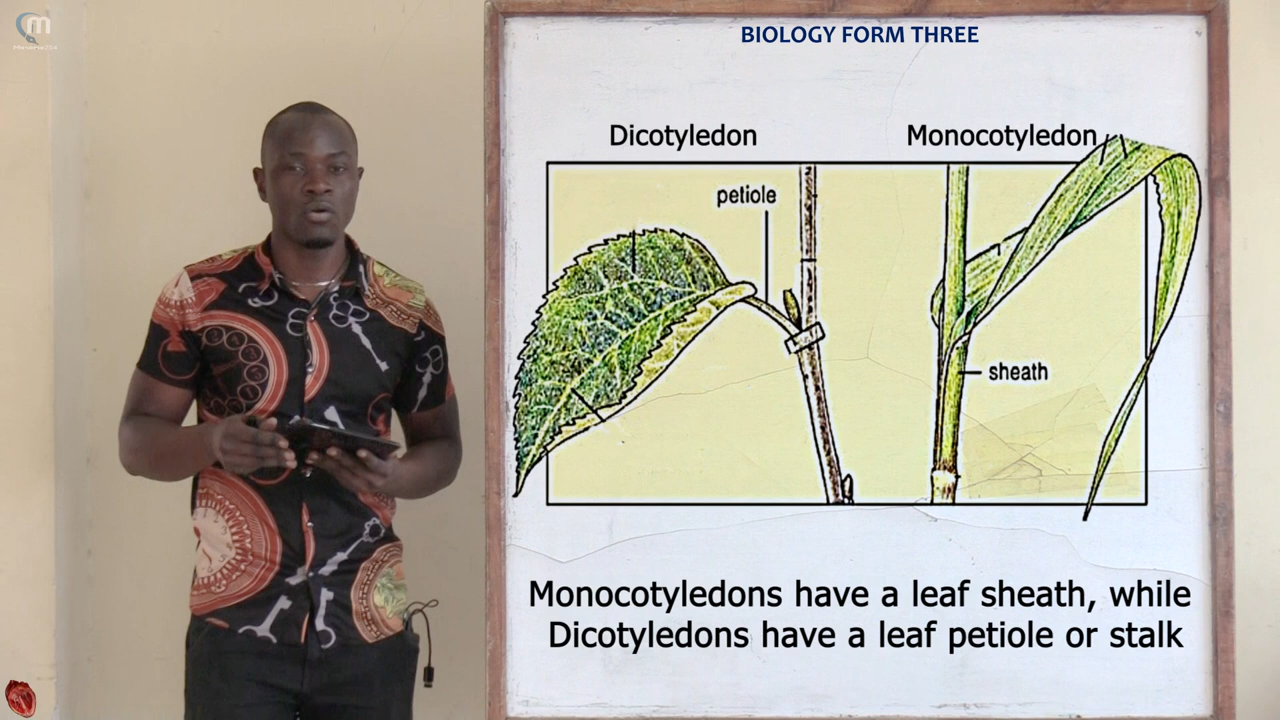 BIOLOGY FORM THREE
Dicotyledon
Monocotyledon
petiole
sheath
Monocotyledons have a leaf sheath, while
Dicotyledons have a leaf petiole or stalk